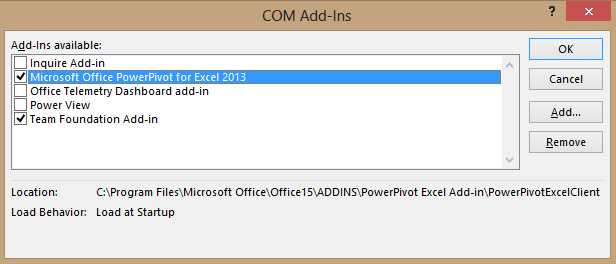 COM Add-Ins
?
Add-Ins available:
Inquire Add-in
Microsoft Office PowerPivot for Excel 2013
Office Telemetry Dashboard add-in
Power View
Team Foundation Add-in
OK
Cancel
Add...
Remove
Location: C:\Program Files\Microsoft Office\Office15\ADDINS\PowerPivot Excel Add-in\PowerPivotExcelClient
Load Behavior: Load at Startup